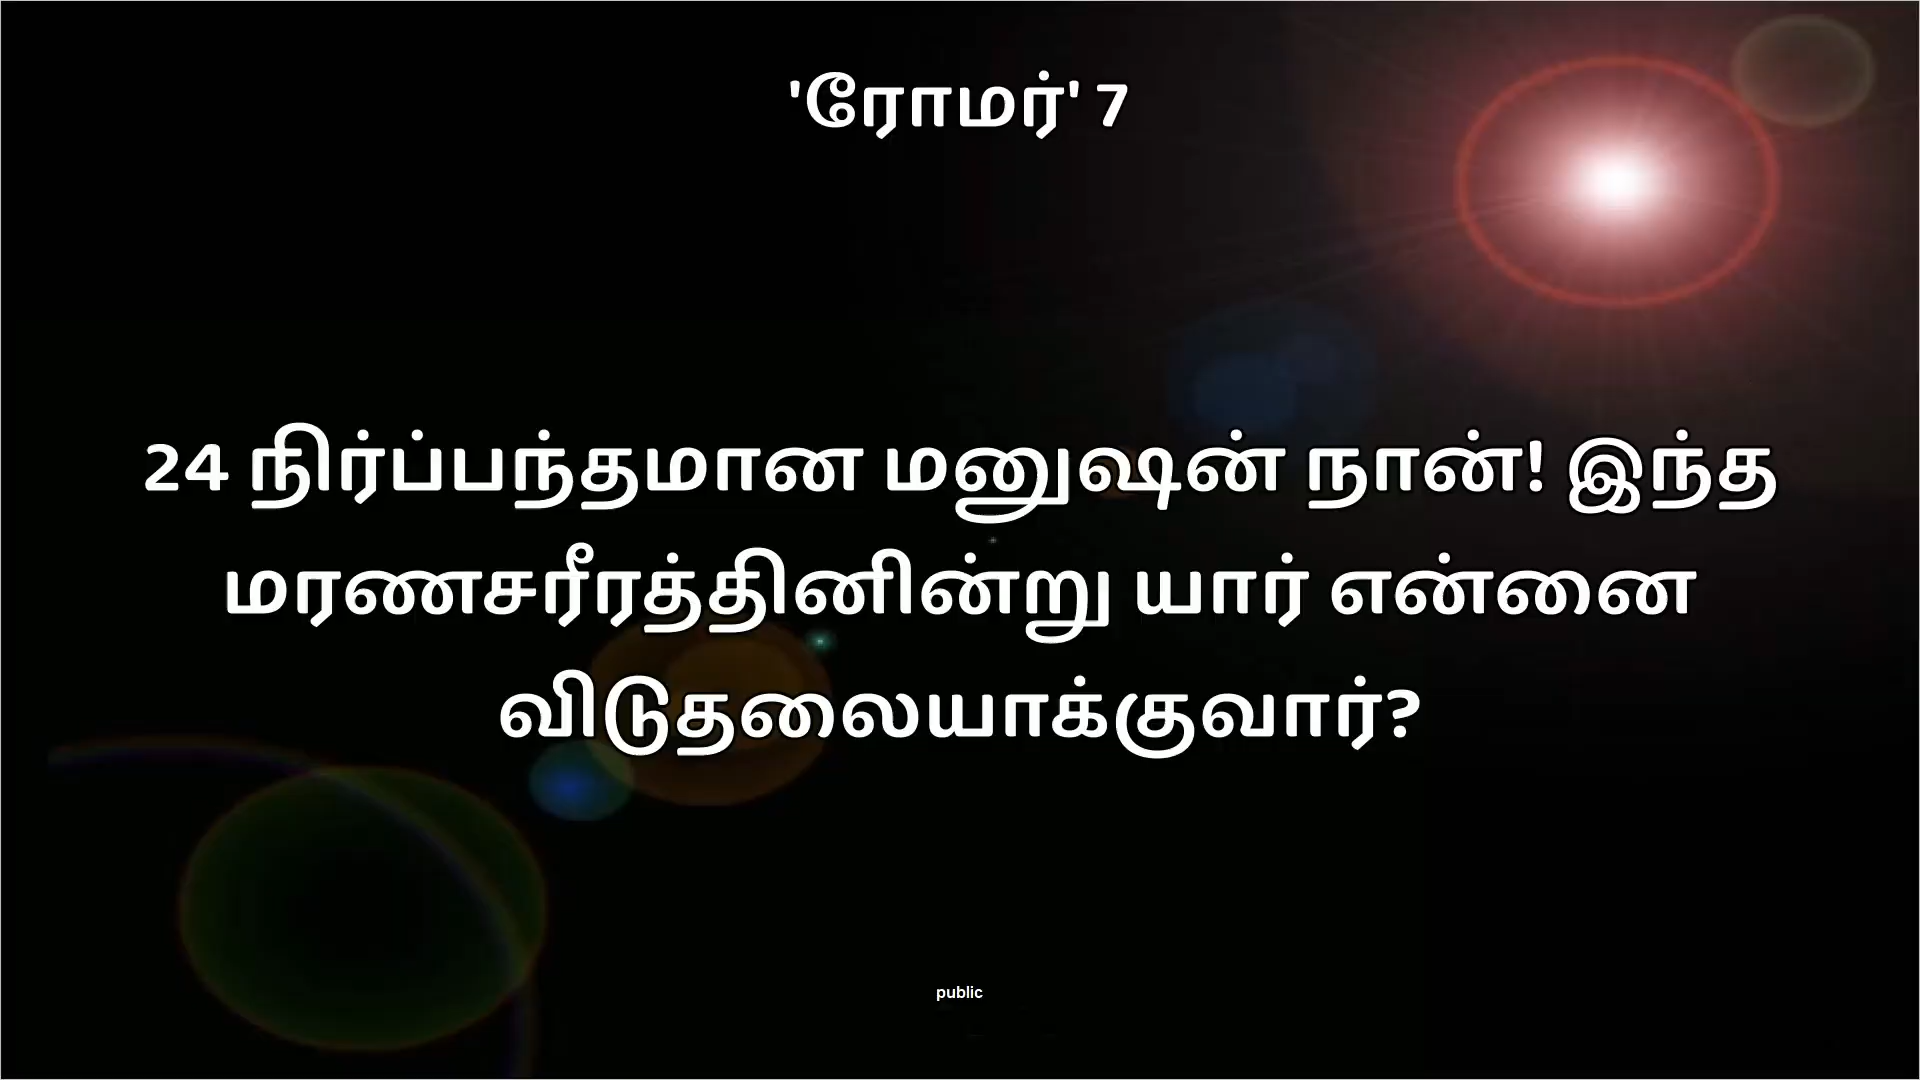 'ரோமர்' 7
24 நிர்ப்பந்தமான மனுஷன் நான்! இந்த
மரணசரீரத்தினின்று யார் என்னை
விடுதலையாக்குவார்?
public